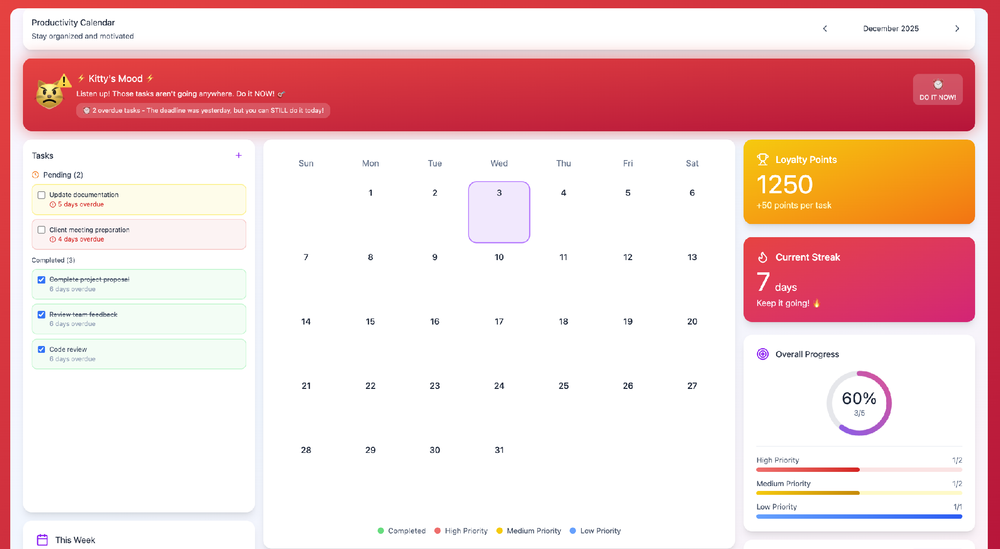 Productivity Calendar
Stay organized and motivated
December 2025
⚡ Kitty's Mood ⚡
Listen up! Those tasks aren't going anywhere. Do it NOW! 💣
⏰ 2 overdue tasks - The deadline was yesterday, but you can STILL do it today!
⏰
DO IT NOW!
Tasks
Pending (2)
Update documentation
5 days overdue
Client meeting preparation
4 days overdue
Completed (3)
Complete project proposal
6 days overdue
Review team feedback
6 days overdue
Code review
6 days overdue
This Week
Sun Mon Tue Wed Thu Fri Sat
1 2 3 4 5 6
7 8 9 10 11 12 13
14 15 16 17 18 19 20
21 22 23 24 25 26 27
28 29 30 31
Completed High Priority Medium Priority Low Priority
Loyalty Points
1250
+50 points per task
Current Streak
7 days
Keep it going! 🔥
Overall Progress
60%
3/5
High Priority 1/2
Medium Priority 1/2
Low Priority 1/1